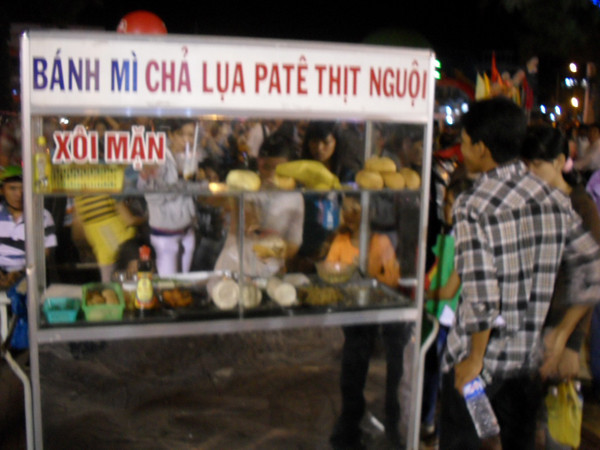 BÁNH MÌ CHẢ LỤA PATÊ THỊT NGUỘI
XÔI MẶN